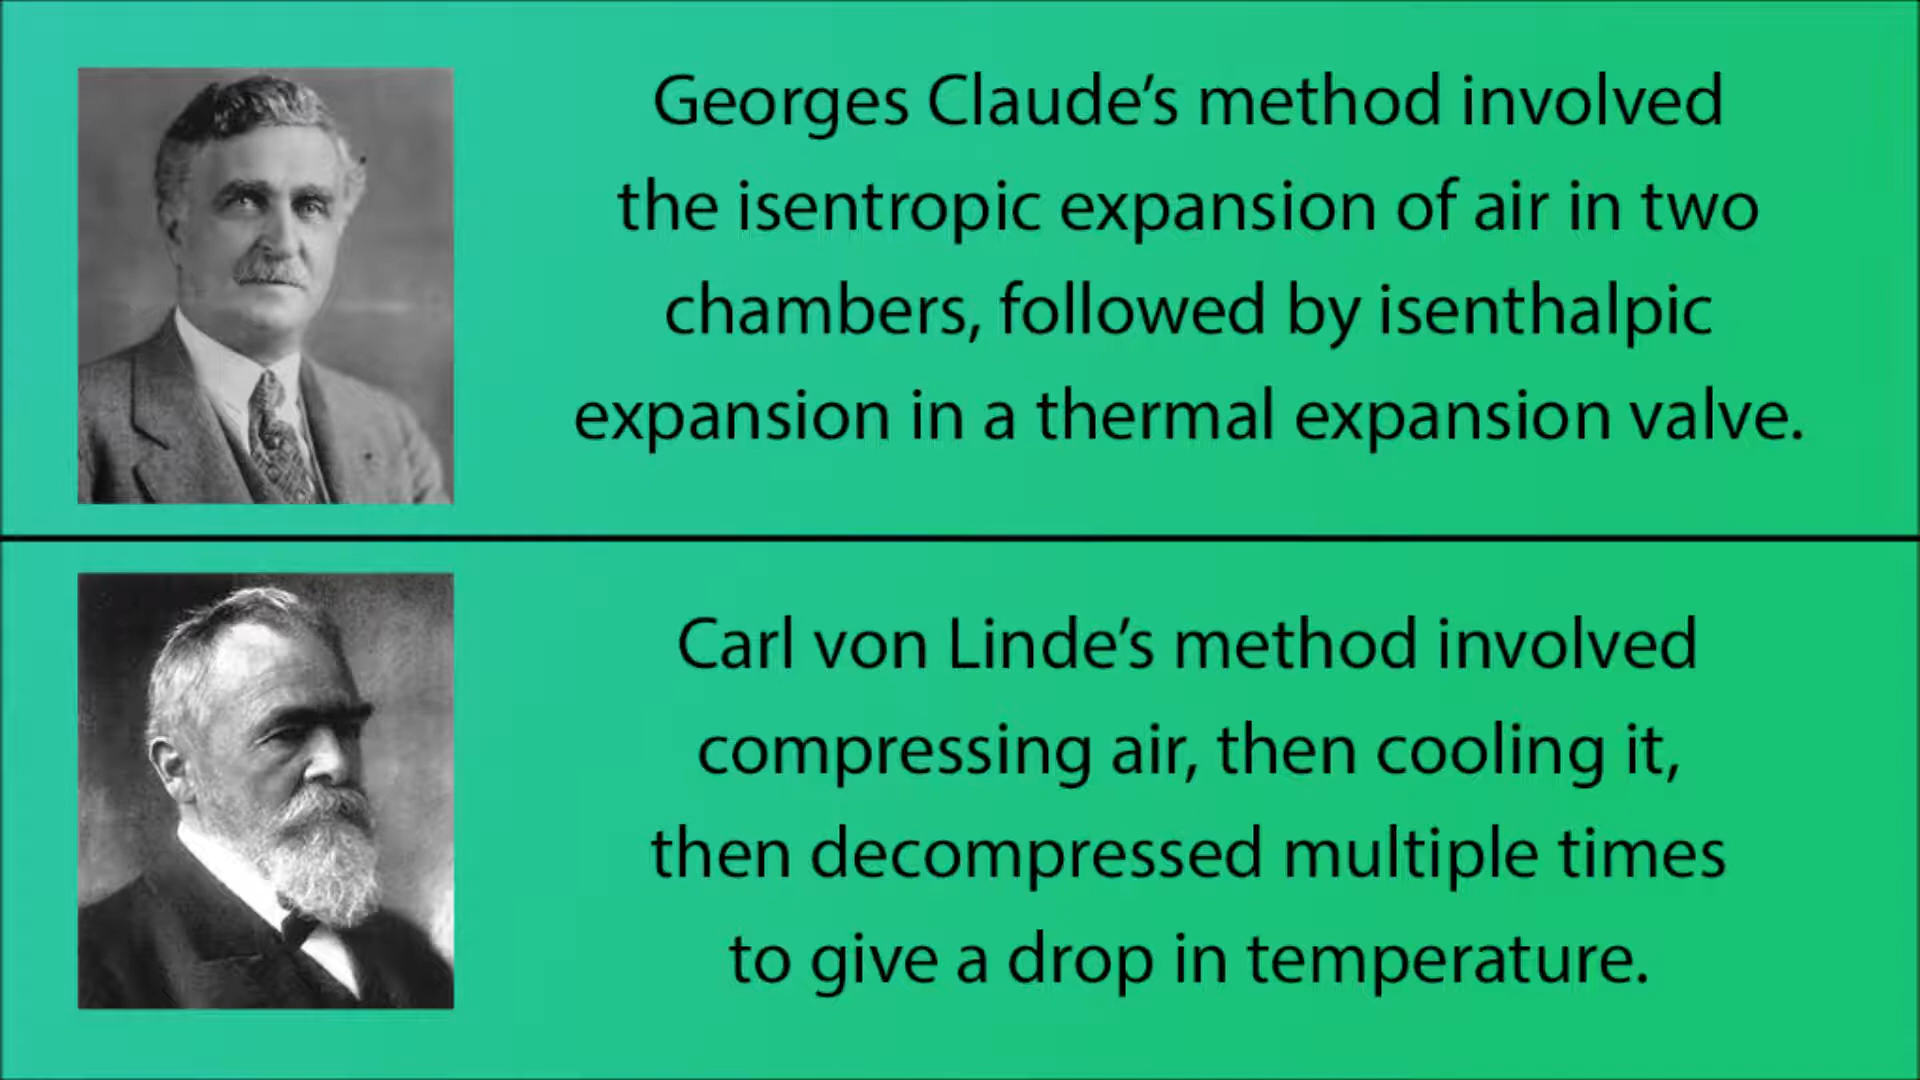 Georges Claude’s method involved
the isentropic expansion of air in two
chambers, followed by isenthalpic
expansion in a thermal expansion valve.
Carl von Linde’s method involved
compressing air, then cooling it,
then decompressed multiple times
to give a drop in temperature.